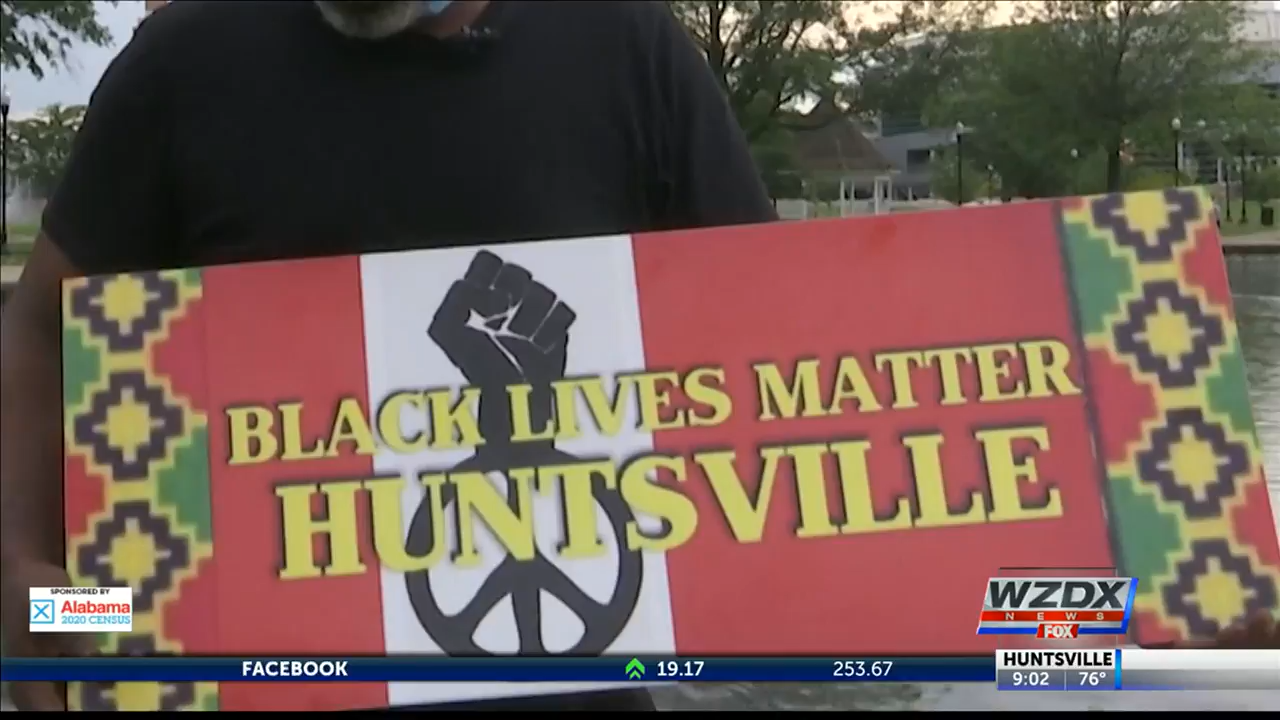 BLACK LIVES MATTER
HUNTSVILLE
SPONSORED BY
Alabama
2020 CENSUS
WZDX
NEWS
FOX
FACEBOOK 19.17 253.67
HUNTSVILLE
9:02 76°